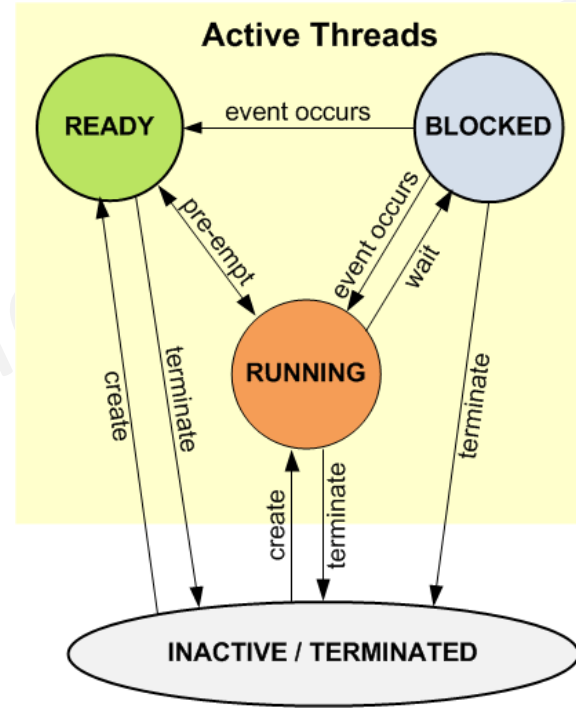 Active Threads
READY
event occurs
BLOCKED
pre-empt
event occurs
wait
RUNNING
create
terminate
terminate
create
terminate
INACTIVE / TERMINATED